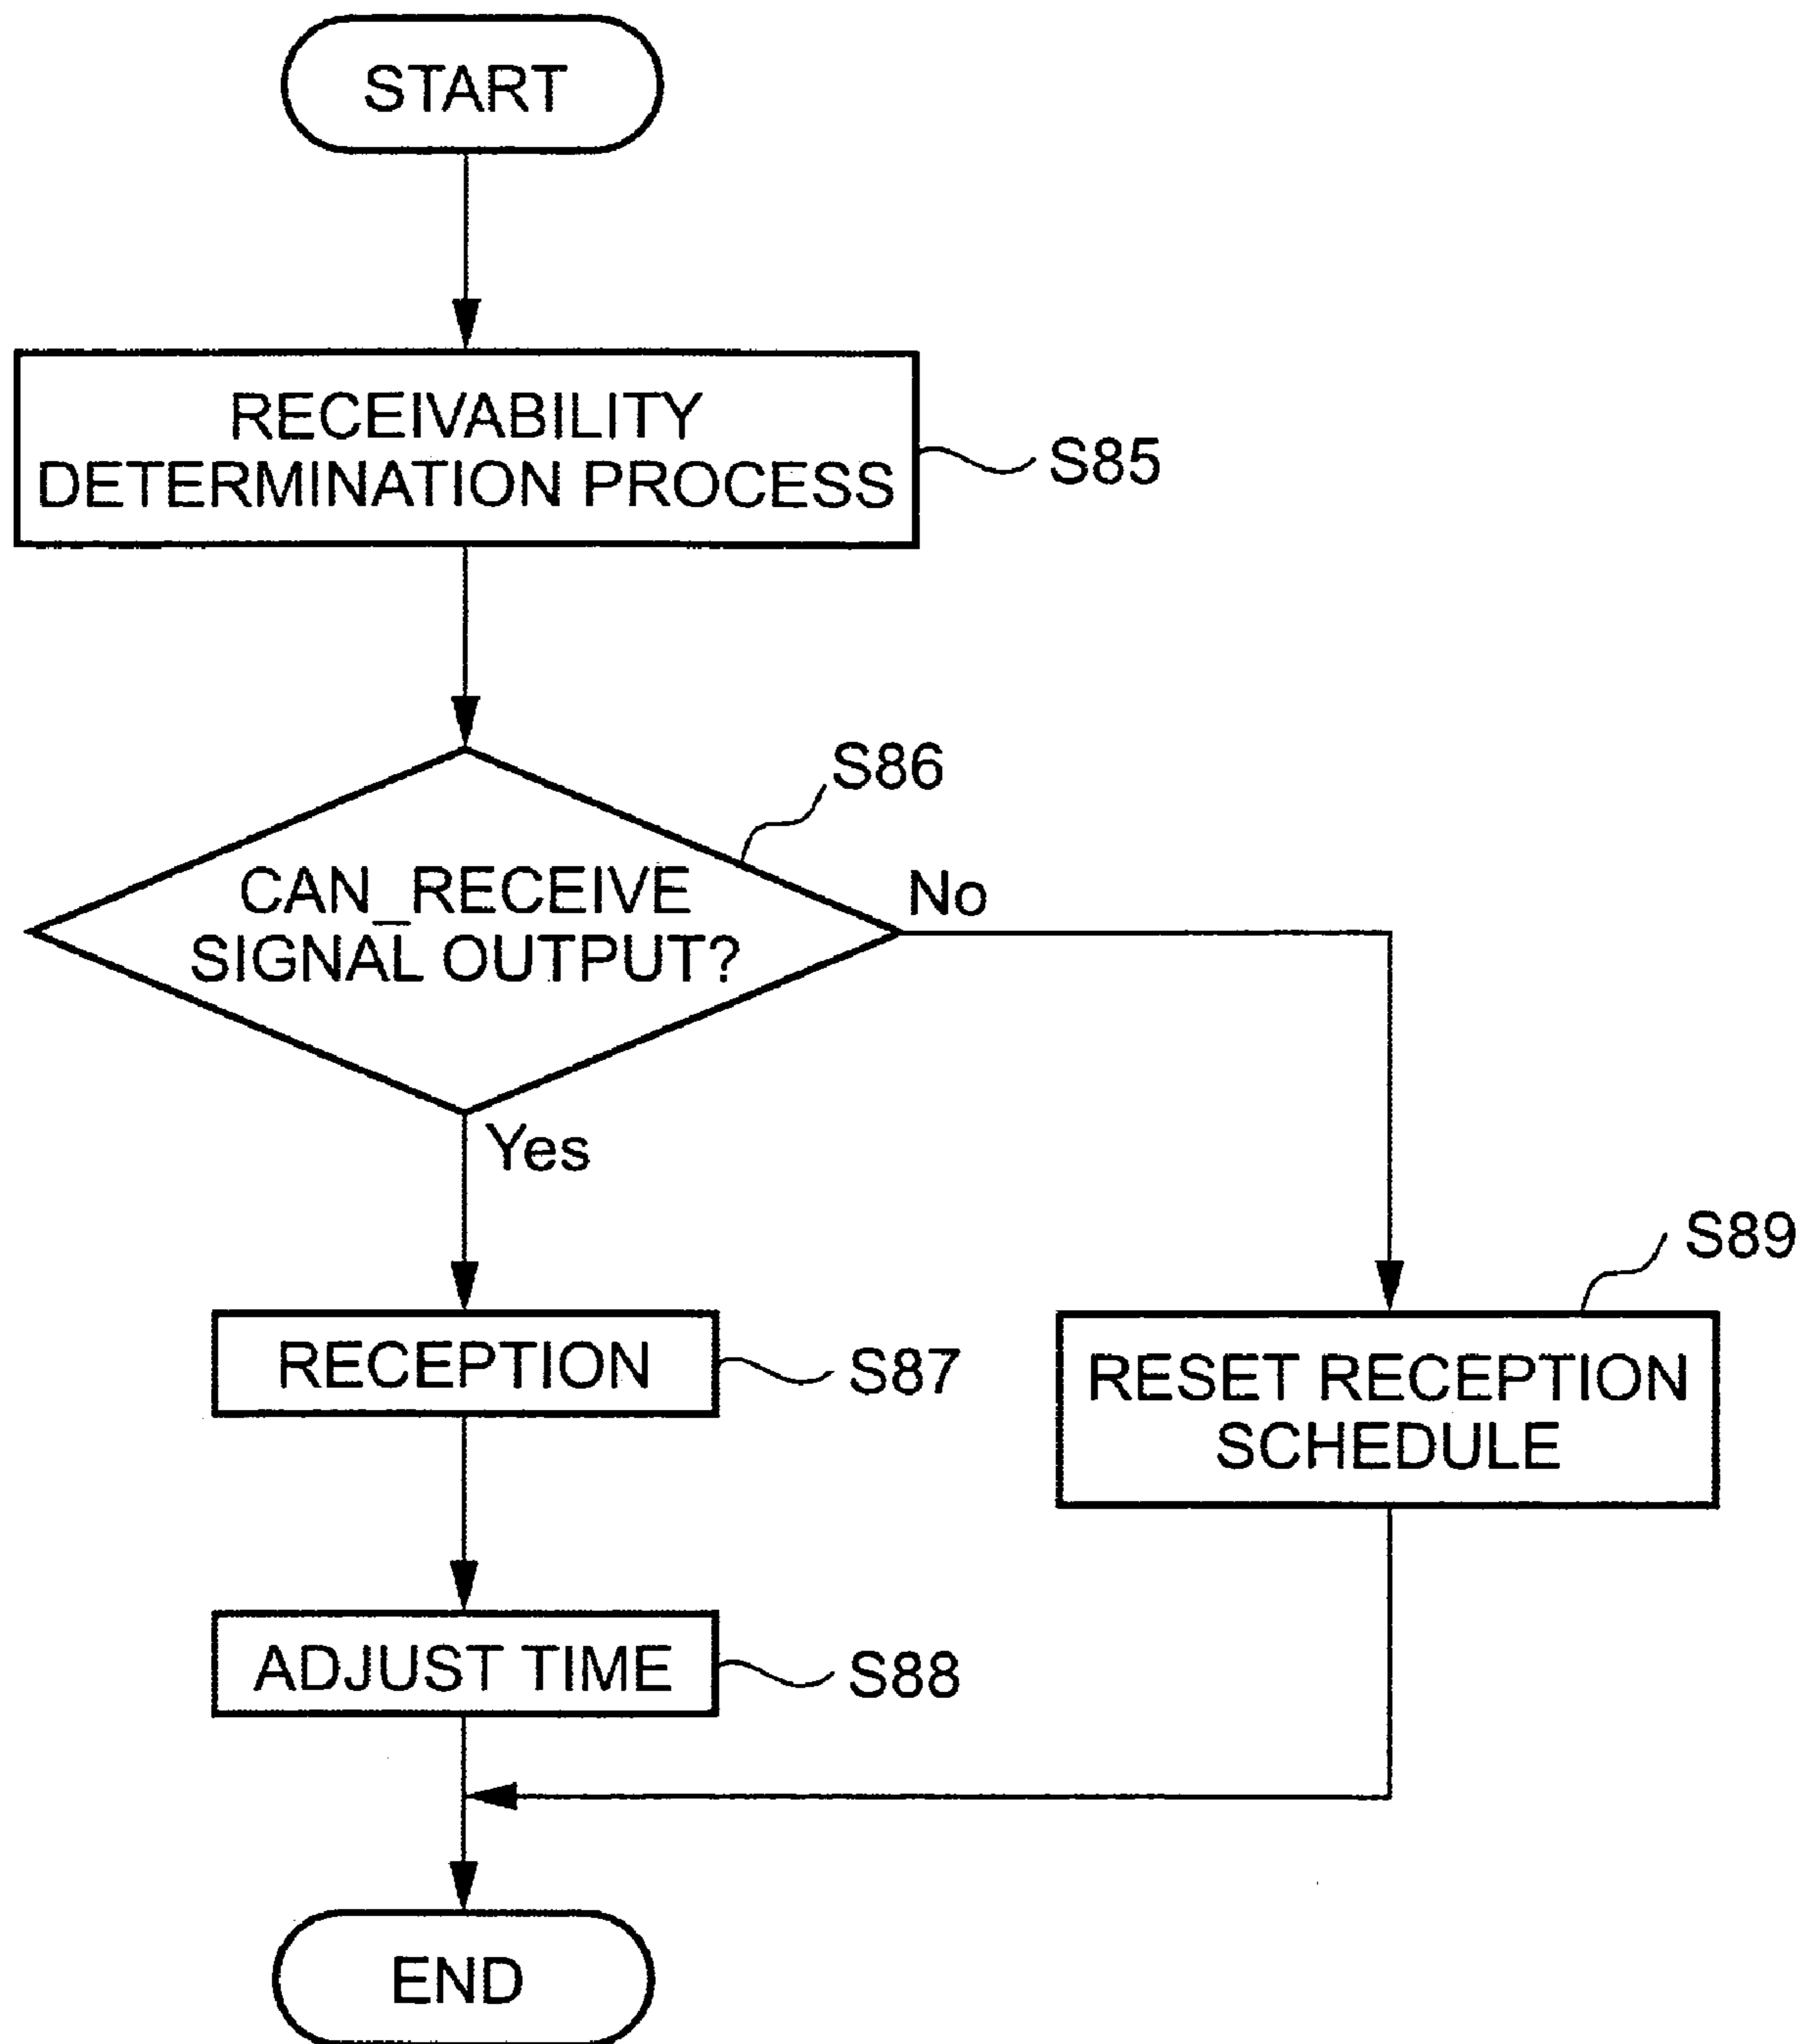 START
RECEIVABILITY
DETERMINATION PROCESS
S85
S86
CAN_RECEIVE
SIGNAL OUTPUT?
No
Yes
S89
RECEPTION
S87
RESET RECEPTION
SCHEDULE
ADJUST TIME
S88
END